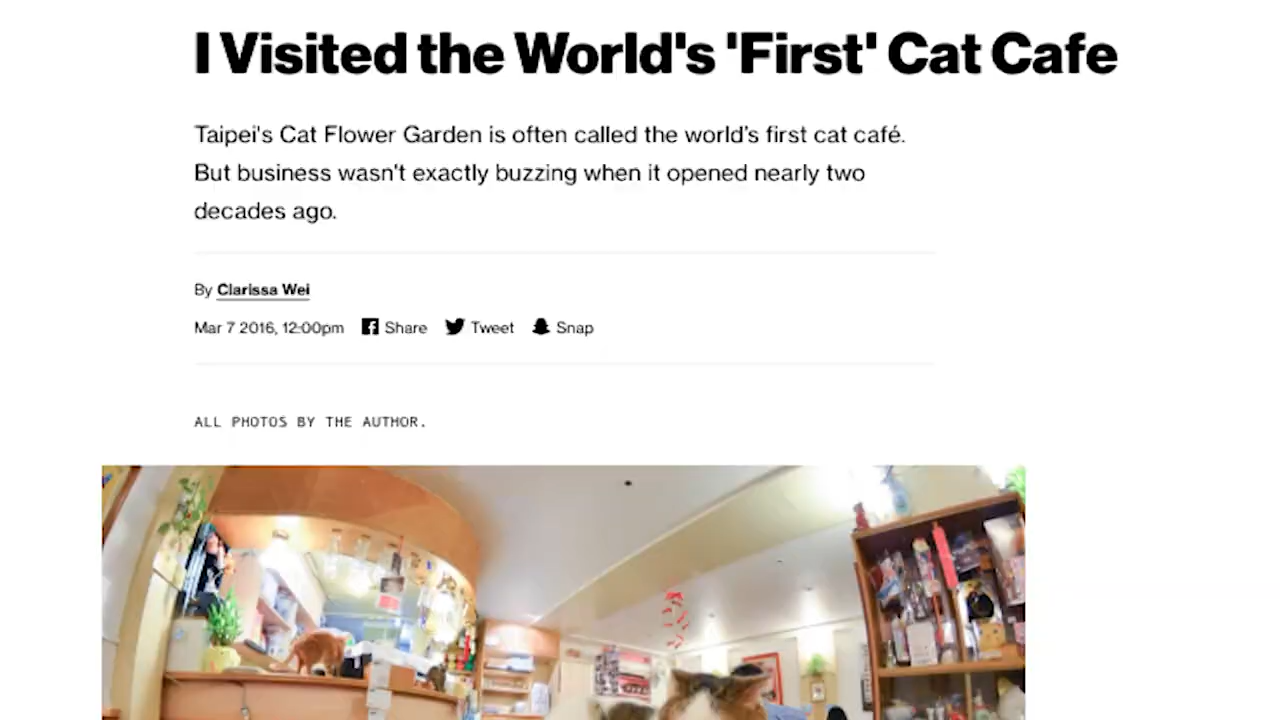 I Visited the World's 'First' Cat Cafe
Taipei's Cat Flower Garden is often called the world's first cat café.
But business wasn't exactly buzzing when it opened nearly two
decades ago.
By Clarissa Wei
Mar 7 2016, 12:00pm Share Tweet Snap
ALL PHOTOS BY THE AUTHOR.